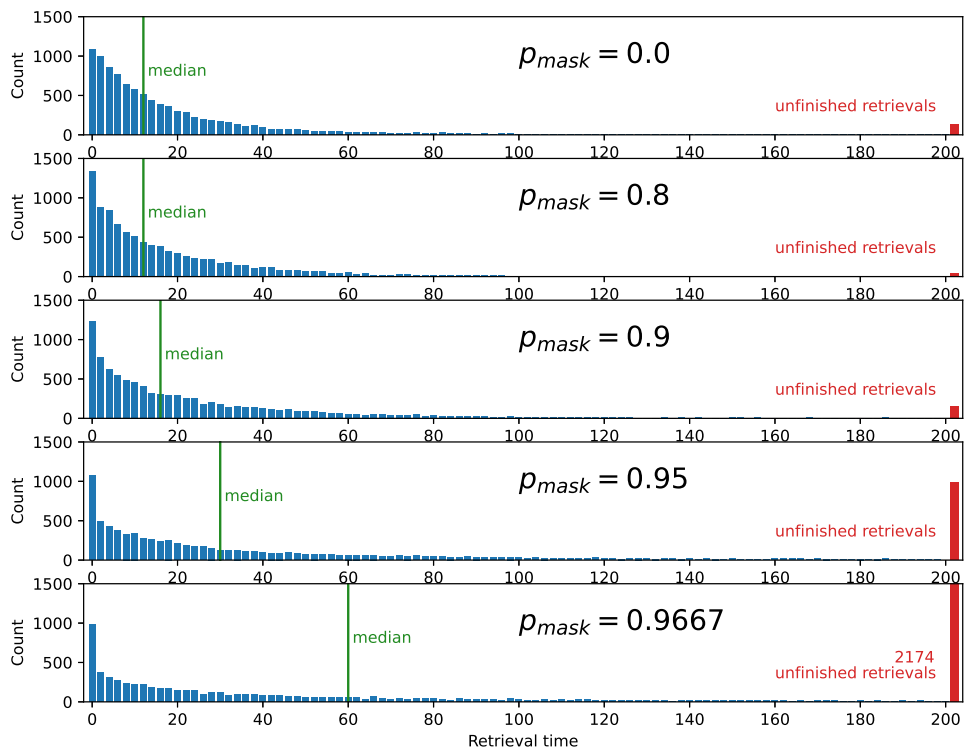 1500
1000
500
0
Count
p_mask = 0.0
median
unfinished retrievals
0 20 40 60 80 100 120 140 160 180 200
1500
1000
500
0
Count
p_mask = 0.8
median
unfinished retrievals
0 20 40 60 80 100 120 140 160 180 200
1500
1000
500
0
Count
p_mask = 0.9
median
unfinished retrievals
0 20 40 60 80 100 120 140 160 180 200
1500
1000
500
0
Count
p_mask = 0.95
median
unfinished retrievals
0 20 40 60 80 100 120 140 160 180 200
1500
1000
500
0
Count
p_mask = 0.9667
median
2174
unfinished retrievals
0 20 40 60 80 100 120 140 160 180 200
Retrieval time